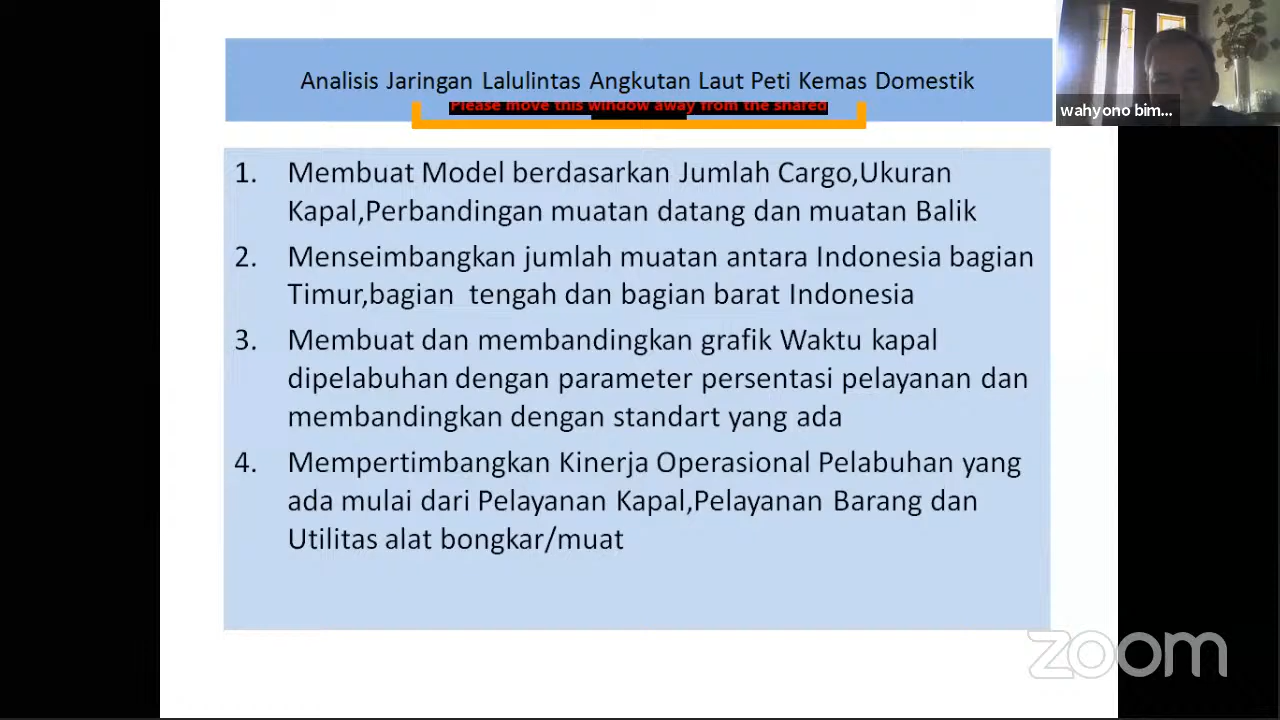 Analisis Jaringan Lalulintas Angkutan Laut Peti Kemas Domestik
Please move this window away from the shared
wahyono bim...
1. Membuat Model berdasarkan Jumlah Cargo,Ukuran
Kapal,Perbandingan muatan datang dan muatan Balik
2. Menseimbangkan jumlah muatan antara Indonesia bagian
Timur,bagian tengah dan bagian barat Indonesia
3. Membuat dan membandingkan grafik Waktu kapal
dipelabuhan dengan parameter persentasi pelayanan dan
membandingkan dengan standart yang ada
4. Mempertimbangkan Kinerja Operasional Pelabuhan yang
ada mulai dari Pelayanan Kapal,Pelayanan Barang dan
Utilitas alat bongkar/muat
zoom